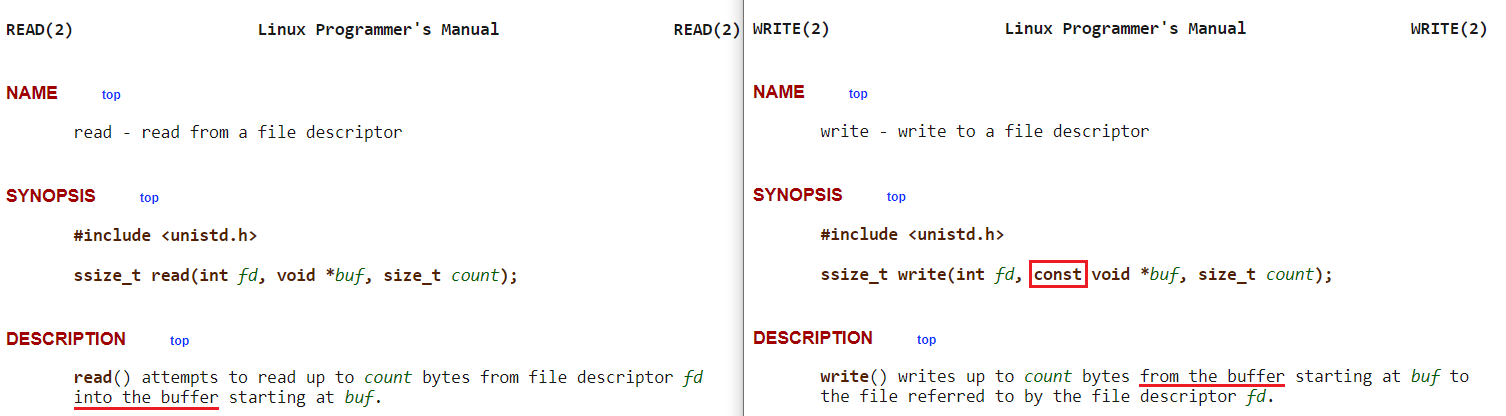 READ(2) Linux Programmer's Manual READ(2)
NAME top
read - read from a file descriptor
SYNOPSIS top
#include <unistd.h>
ssize_t read(int fd, void *buf, size_t count);
DESCRIPTION top
read() attempts to read up to count bytes from file descriptor fd
into the buffer starting at buf.
WRITE(2) Linux Programmer's Manual WRITE(2)
NAME top
write - write to a file descriptor
SYNOPSIS top
#include <unistd.h>
ssize_t write(int fd, const void *buf, size_t count);
DESCRIPTION top
write() writes up to count bytes from the buffer starting at buf to
the file referred to by the file descriptor fd.